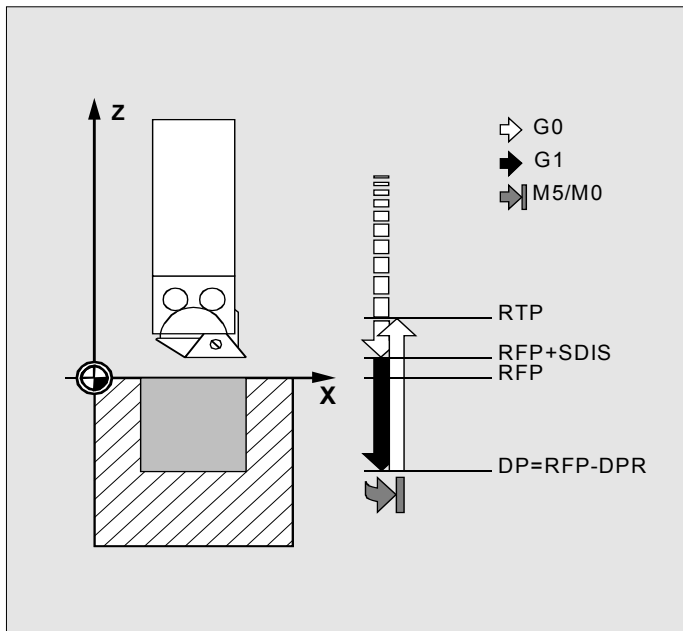 Z
G0
G1
M5/M0
RTP
RFP+SDIS
RFP
X
DP=RFP-DPR